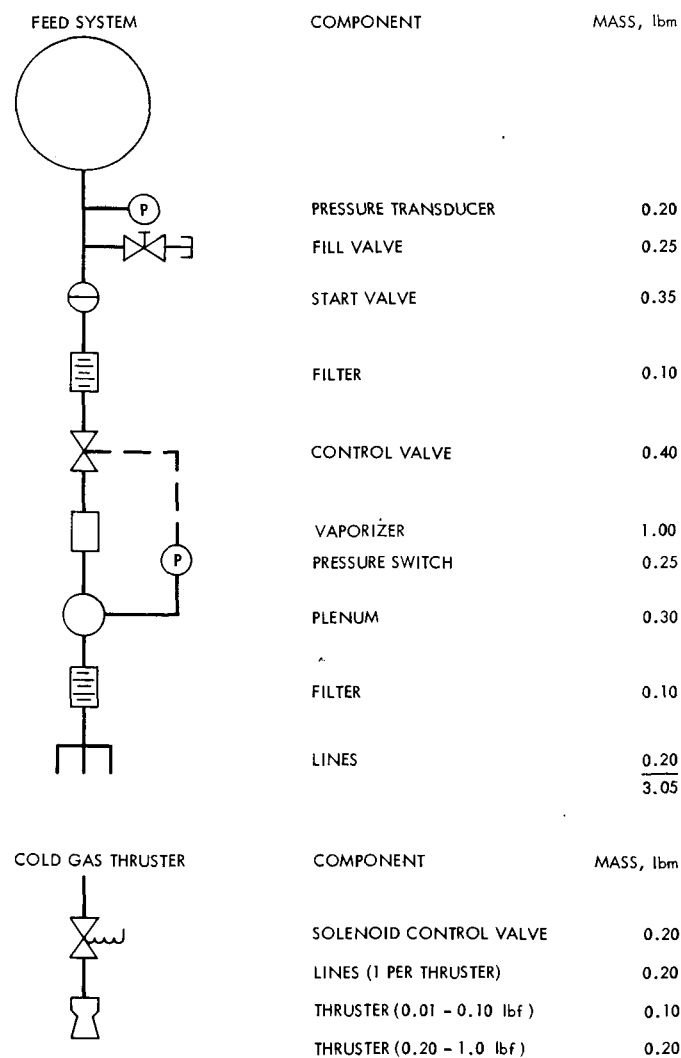 FEED SYSTEM COMPONENT MASS, lbm
P PRESSURE TRANSDUCER 0.20
FILL VALVE 0.25
START VALVE 0.35
FILTER 0.10
CONTROL VALVE 0.40
VAPORIZER 1.00
P PRESSURE SWITCH 0.25
PLENUM 0.30
FILTER 0.10
LINES 0.20
3.05
COLD GAS THRUSTER COMPONENT MASS, lbm
SOLENOID CONTROL VALVE 0.20
LINES (1 PER THRUSTER) 0.20
THRUSTER (0.01 - 0.10 lbf) 0.10
THRUSTER (0.20 - 1.0 lbf) 0.20